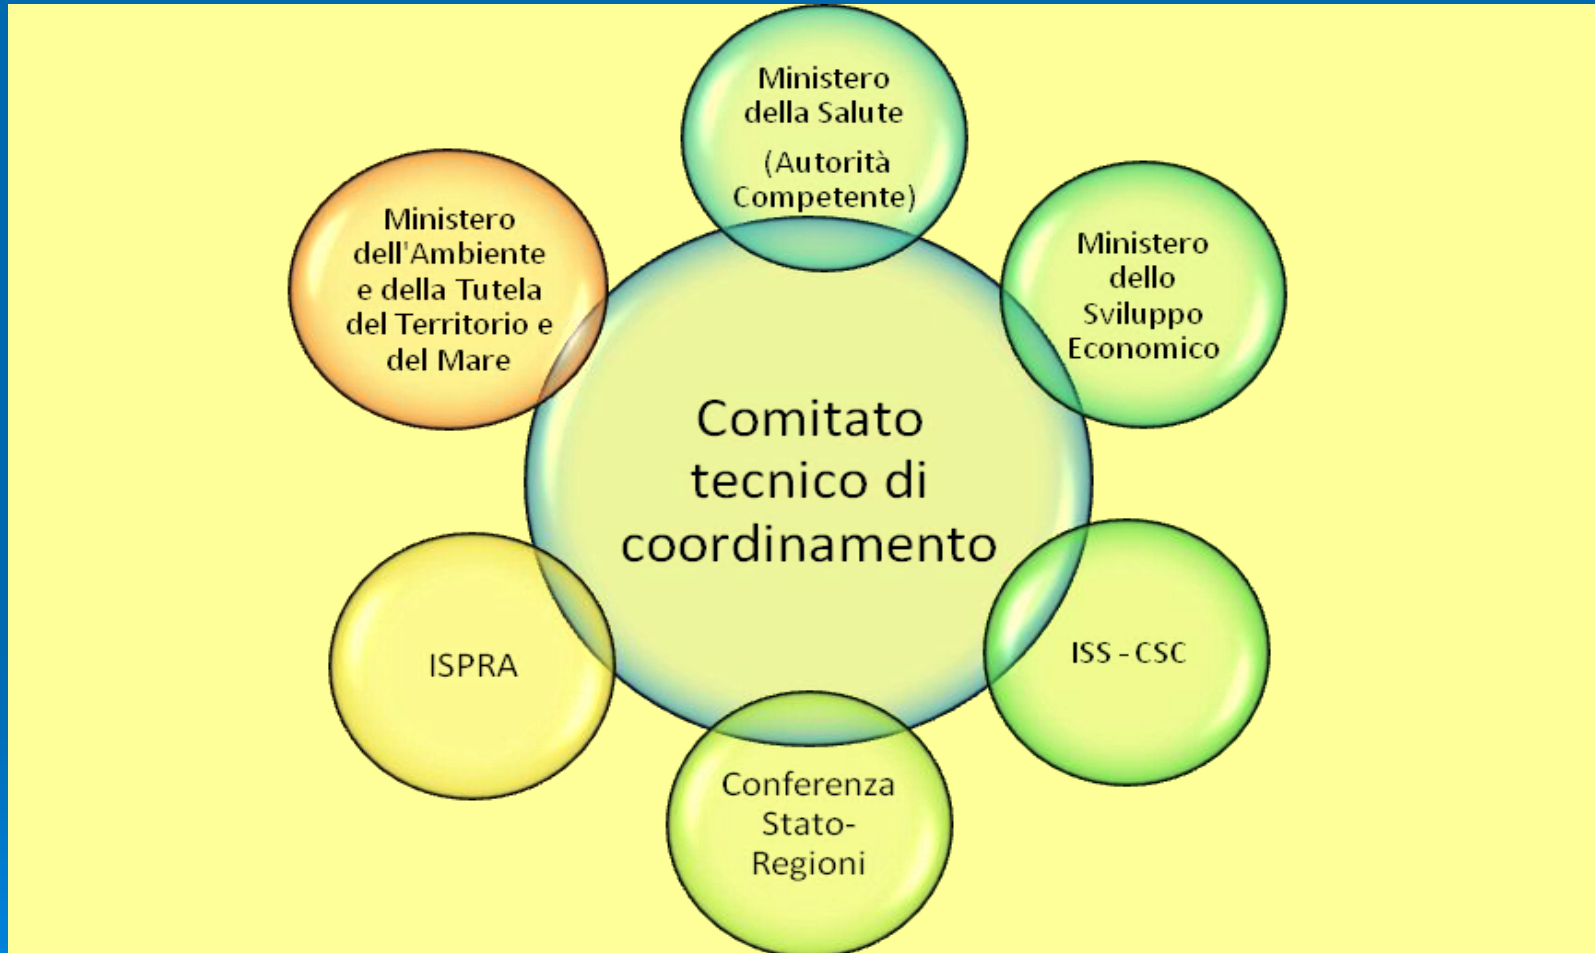 Ministero
della Salute
(Autorità
Competente)
Ministero
dello
Sviluppo
Economico
ISS - CSC
Conferenza
Stato-
Regioni
ISPRA
Ministero
dell'Ambiente
e della Tutela
del Territorio e
del Mare
Comitato
tecnico di
coordinamento